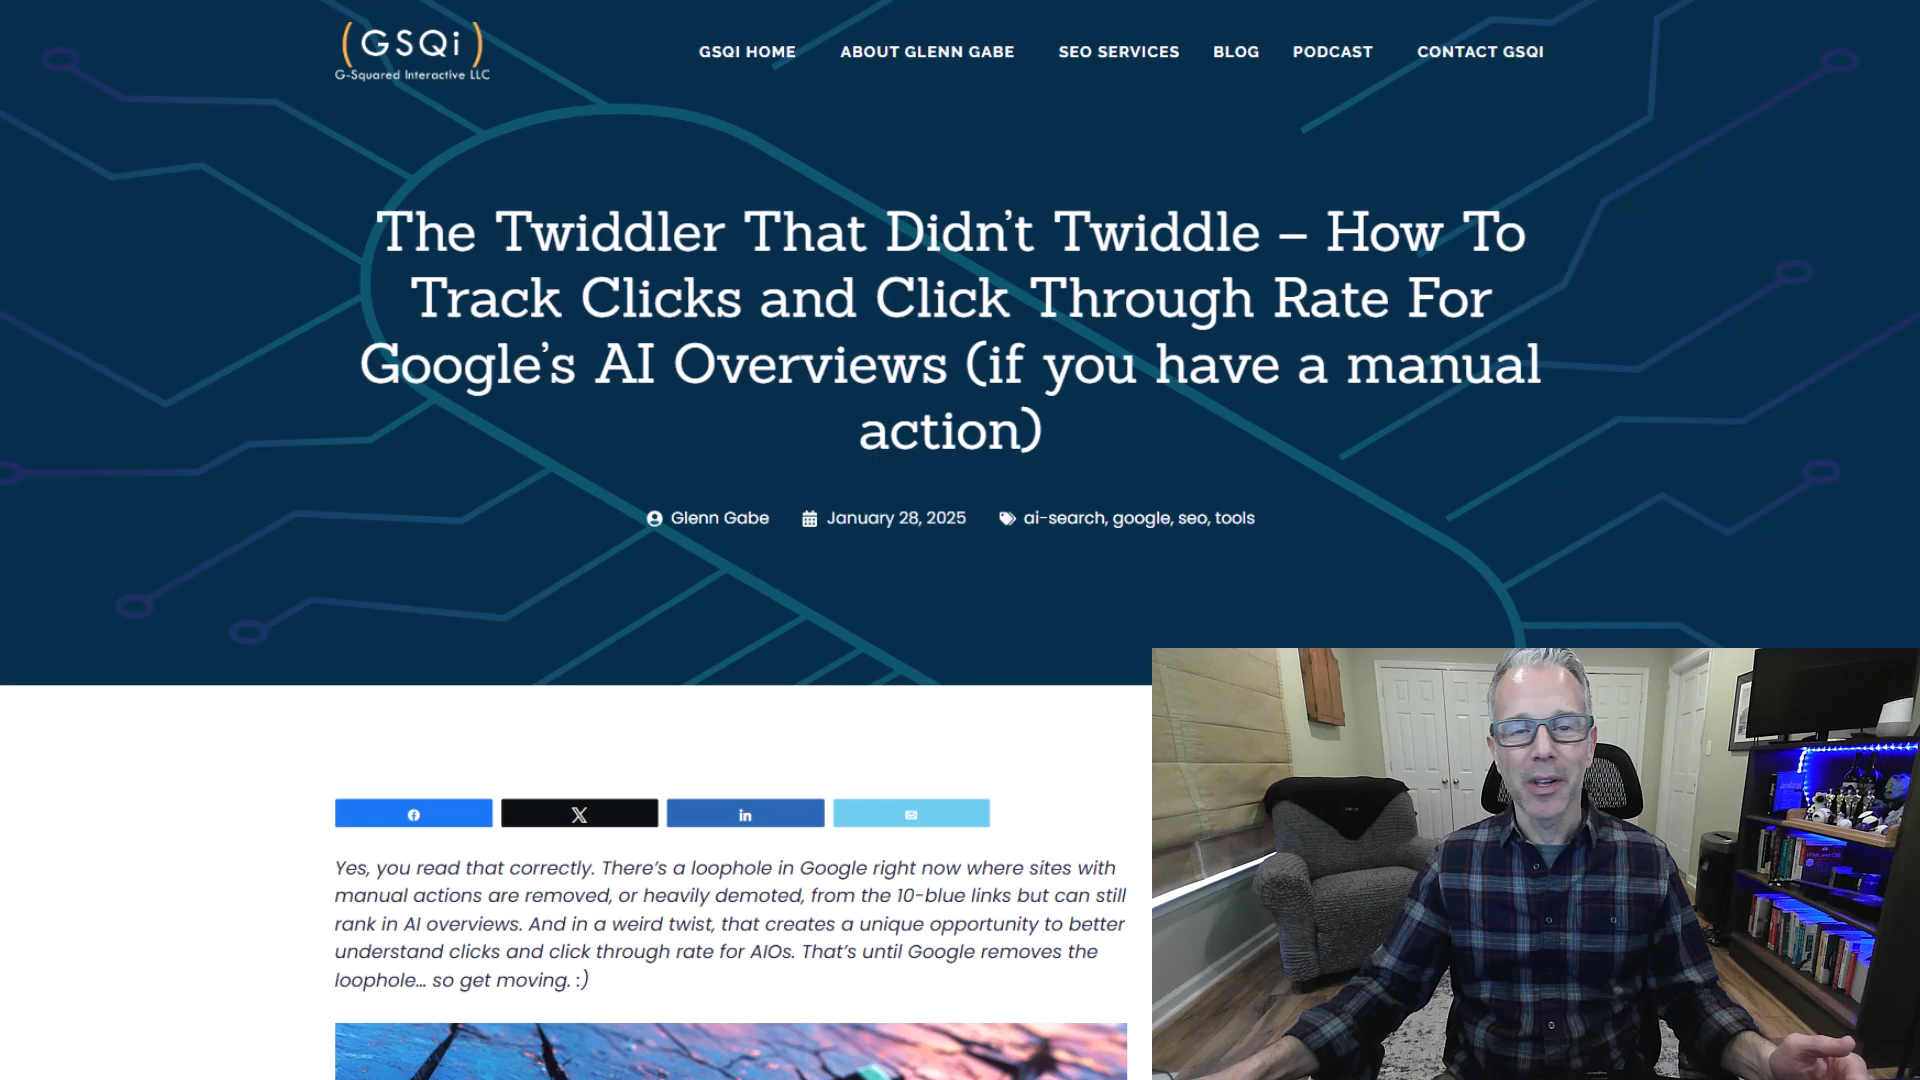 (GSQi)
G-Squared Interactive LLC
GSQI HOME
ABOUT GLENN GABE
SEO SERVICES
BLOG
PODCAST
CONTACT GSQI
The Twiddler That Didn't Twiddle – How To
Track Clicks and Click Through Rate For
Google's AI Overviews (if you have a manual
action)
Glenn Gabe
January 28, 2025
ai-search, google, seo, tools
Yes, you read that correctly. There's a loophole in Google right now where sites with
manual actions are removed, or heavily demoted, from the 10-blue links but can still
rank in AI overviews. And in a weird twist, that creates a unique opportunity to better
understand clicks and click through rate for AIOs. That's until Google removes the
loophole... so get moving. :)